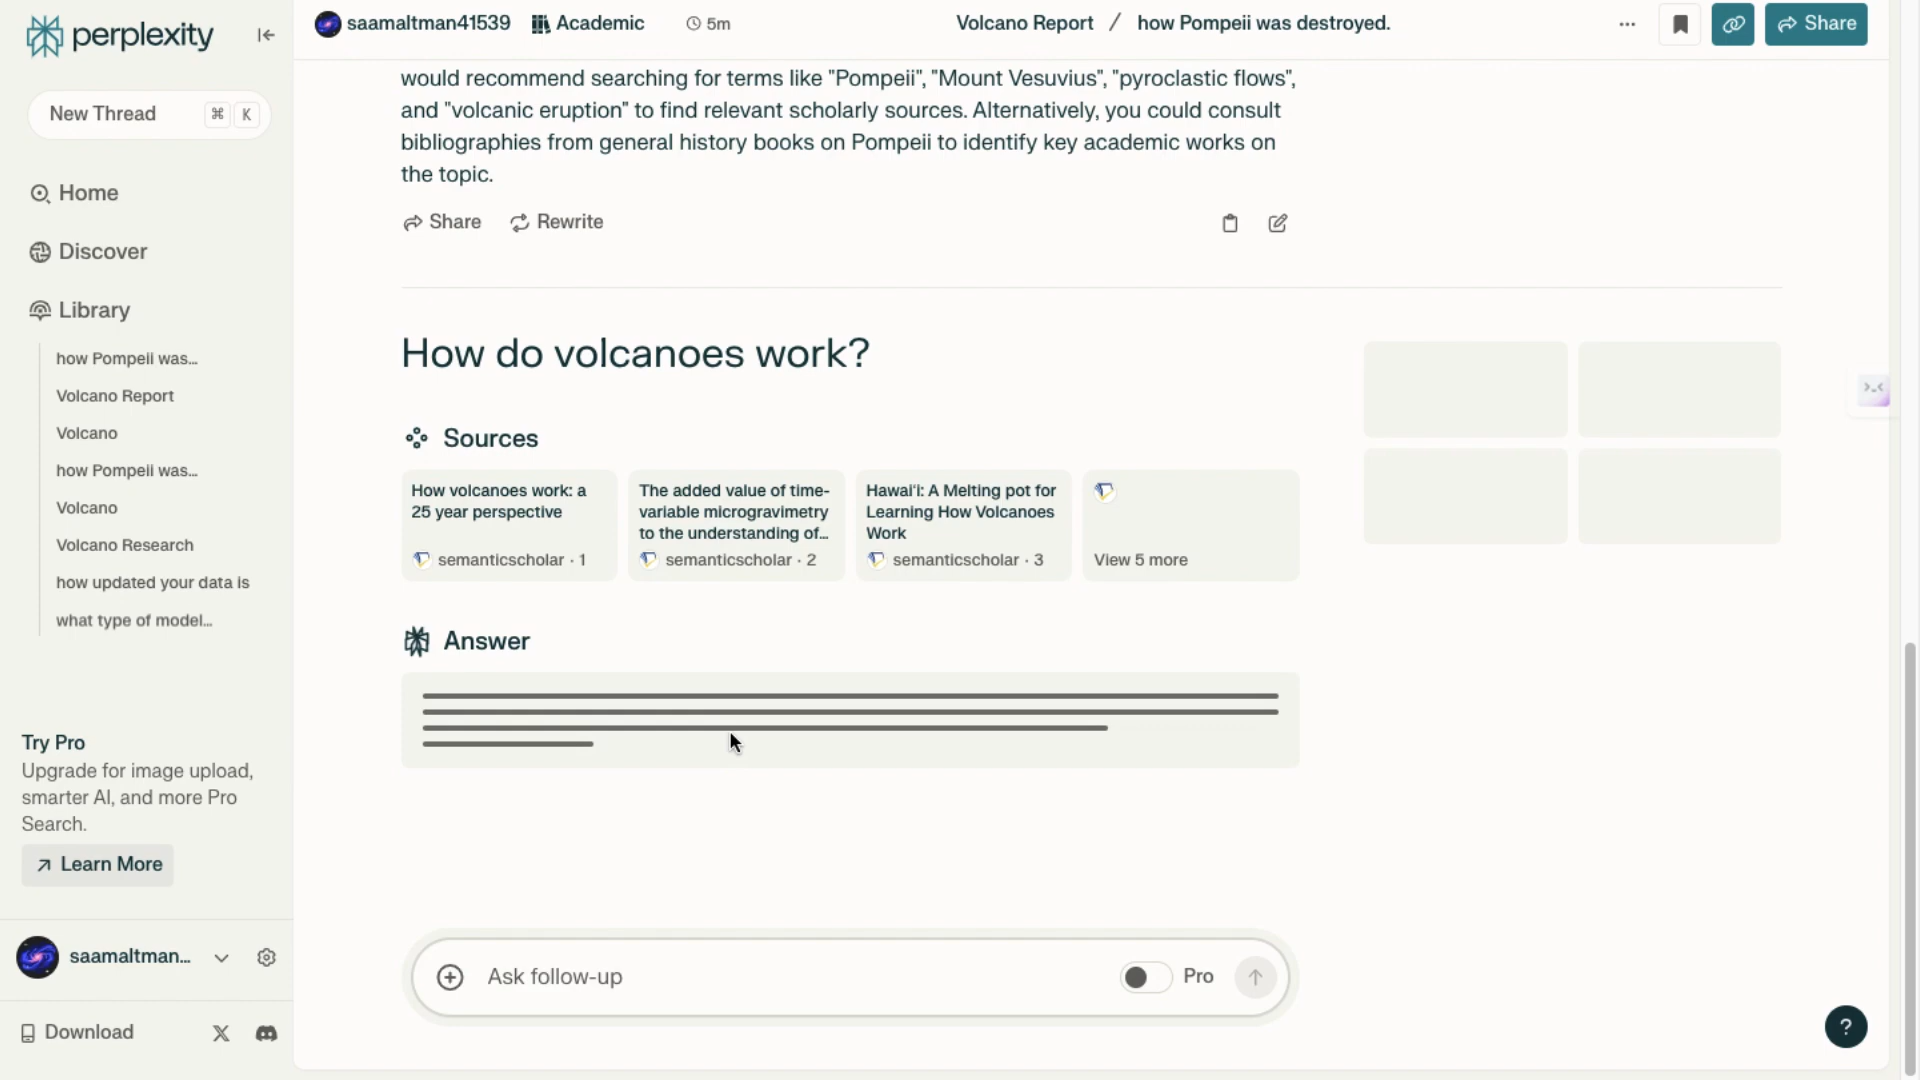 perplexity
New Thread ⌘ K
Home
Discover
Library
how Pompeii was...
Volcano Report
Volcano
how Pompeii was...
Volcano
Volcano Research
how updated your data is
what type of model...
Try Pro
Upgrade for image upload,
smarter AI, and more Pro
Search.
Learn More
saamaltman...
Download
saamaltman41539 Academic 5m Volcano Report / how Pompeii was destroyed. Share
would recommend searching for terms like "Pompeii", "Mount Vesuvius", "pyroclastic flows",
and "volcanic eruption" to find relevant scholarly sources. Alternatively, you could consult
bibliographies from general history books on Pompeii to identify key academic works on
the topic.
Share Rewrite
How do volcanoes work?
Sources
How volcanoes work: a
25 year perspective
semanticscholar · 1
The added value of time-
variable microgravimetry
to the understanding of...
semanticscholar · 2
Hawai'i: A Melting pot for
Learning How Volcanoes
Work
semanticscholar · 3
View 5 more
Answer
Ask follow-up Pro
?